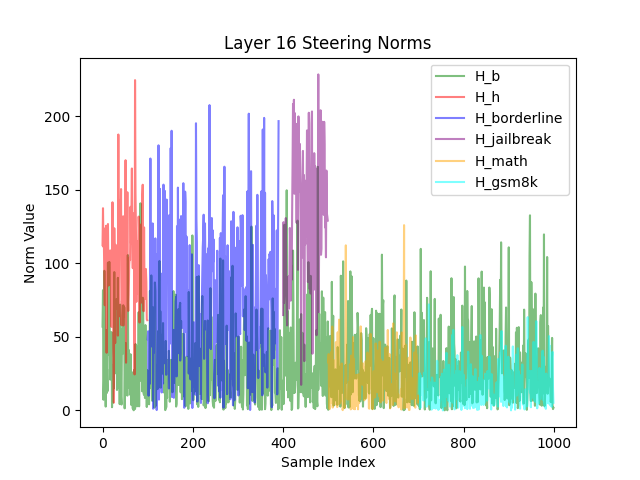 Layer 16 Steering Norms
H_b
H_h
H_borderline
H_jailbreak
H_math
H_gsm8k
Norm Value
200
150
100
50
0
0
200
400
600
800
1000
Sample Index